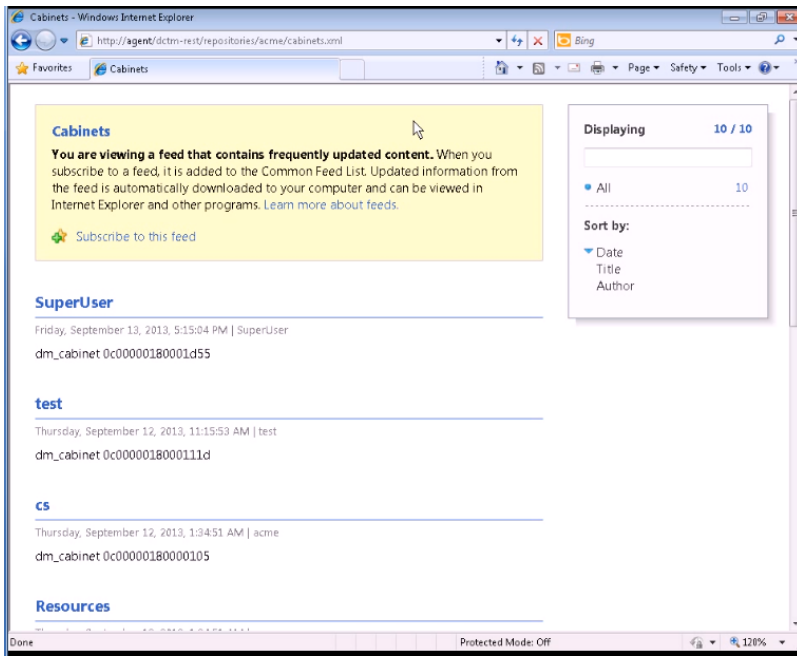 Cabinets - Windows Internet Explorer
http://agent/dctm-rest/repositories/acme/cabinets.xml
Bing
Favorites
Cabinets
Page
Safety
Tools
Cabinets
You are viewing a feed that contains frequently updated content. When you
subscribe to a feed, it is added to the Common Feed List. Updated information from
the feed is automatically downloaded to your computer and can be viewed in
Internet Explorer and other programs. Learn more about feeds.
Subscribe to this feed
Displaying 10 / 10
All 10
Sort by:
Date
Title
Author
SuperUser
Friday, September 13, 2013, 5:15:04 PM | SuperUser
dm_cabinet 0c00000180001d55
test
Thursday, September 12, 2013, 11:15:53 AM | test
dm_cabinet 0c0000018000111d
cs
Thursday, September 12, 2013, 1:34:51 AM | acme
dm_cabinet 0c00000180000105
Resources
Done
Protected Mode: Off
120%